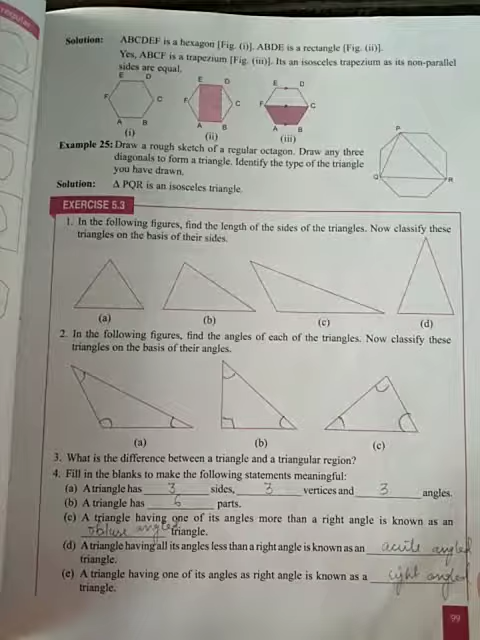 regular
Solution: ABCDEF is a hexagon [Fig. (i)]. ABDE is a rectangle [Fig. (ii)].
Yes, ABCF is a trapezium [Fig. (iii)]. Its an isosceles trapezium as its non-parallel
sides are equal.
E D
F C
A B
(i)
E D
F C
A B
(ii)
E D
F C
A B
(iii)
Example 25: Draw a rough sketch of a regular octagon. Draw any three
diagonals to form a triangle. Identify the type of the triangle
you have drawn.
P
Q R
Solution: Δ PQR is an isosceles triangle.
EXERCISE 5.3
1. In the following figures, find the length of the sides of the triangles. Now classify these
triangles on the basis of their sides.
(a) (b) (c) (d)
2. In the following figures, find the angles of each of the triangles. Now classify these
triangles on the basis of their angles.
(a) (b) (c)
3. What is the difference between a triangle and a triangular region?
4. Fill in the blanks to make the following statements meaningful:
(a) A triangle has 3 sides, 3 vertices and 3 angles.
(b) A triangle has 6 parts.
(c) A triangle having one of its angles more than a right angle is known as an
obtuse angled triangle.
(d) A triangle having all its angles less than a right angle is known as an acute angled
triangle.
(e) A triangle having one of its angles as right angle is known as a right angled
triangle.
99